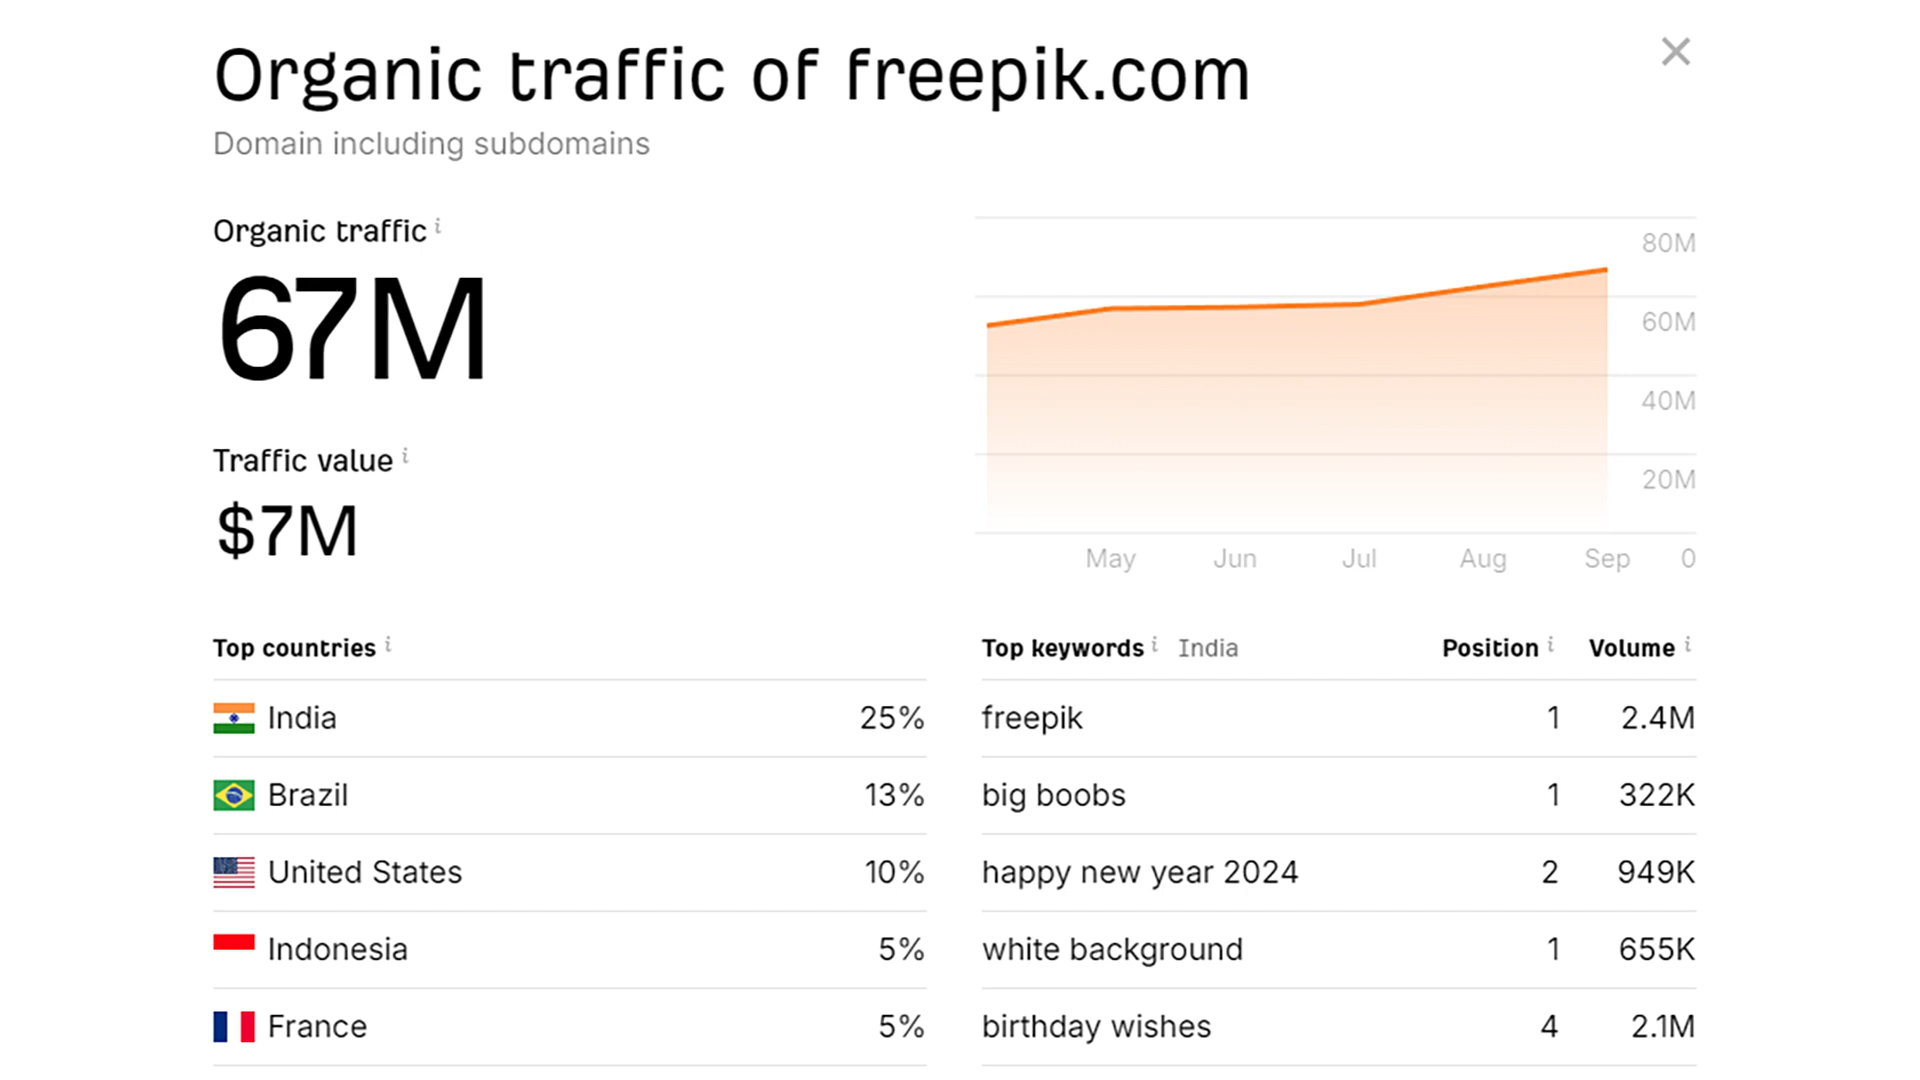 Organic traffic of freepik.com
Domain including subdomains
Organic traffic i
67M
Traffic value i
$7M
80M
60M
40M
20M
May Jun Jul Aug Sep 0
Top countries i
India 25%
Brazil 13%
United States 10%
Indonesia 5%
France 5%
Top keywords i India Position i Volume i
freepik 1 2.4M
big boobs 1 322K
happy new year 2024 2 949K
white background 1 655K
birthday wishes 4 2.1M